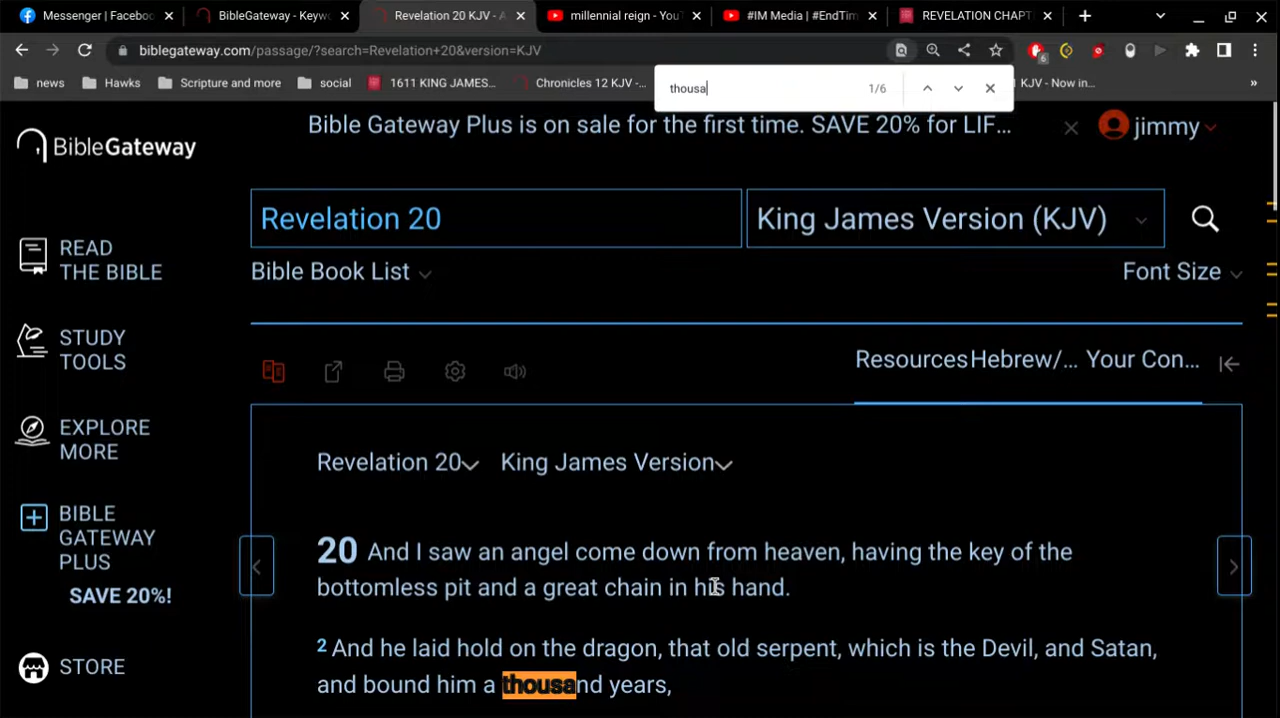 Messenger | Facebo
BibleGateway - Keyw
Revelation 20 KJV - A
millennial reign - YouT
#IM Media | #EndTim
REVELATION CHAPT
biblegateway.com/passage/?search=Revelation+20&version=KJV
6
news
Hawks
Scripture and more
social
1611 KING JAMES...
Chronicles 12 KJV -...
KJV - Now in...
»
thousa
1/6
Bible Gateway Plus is on sale for the first time. SAVE 20% for LIF...
jimmy
BibleGateway
Revelation 20
King James Version (KJV)
Bible Book List
Font Size
READ
THE BIBLE
STUDY
TOOLS
EXPLORE
MORE
BIBLE
GATEWAY
PLUS
SAVE 20%!
STORE
Resources
Hebrew/...
Your Con...
Revelation 20
King James Version
20 And I saw an angel come down from heaven, having the key of the
bottomless pit and a great chain in his hand.
2 And he laid hold on the dragon, that old serpent, which is the Devil, and Satan,
and bound him a thousand years,